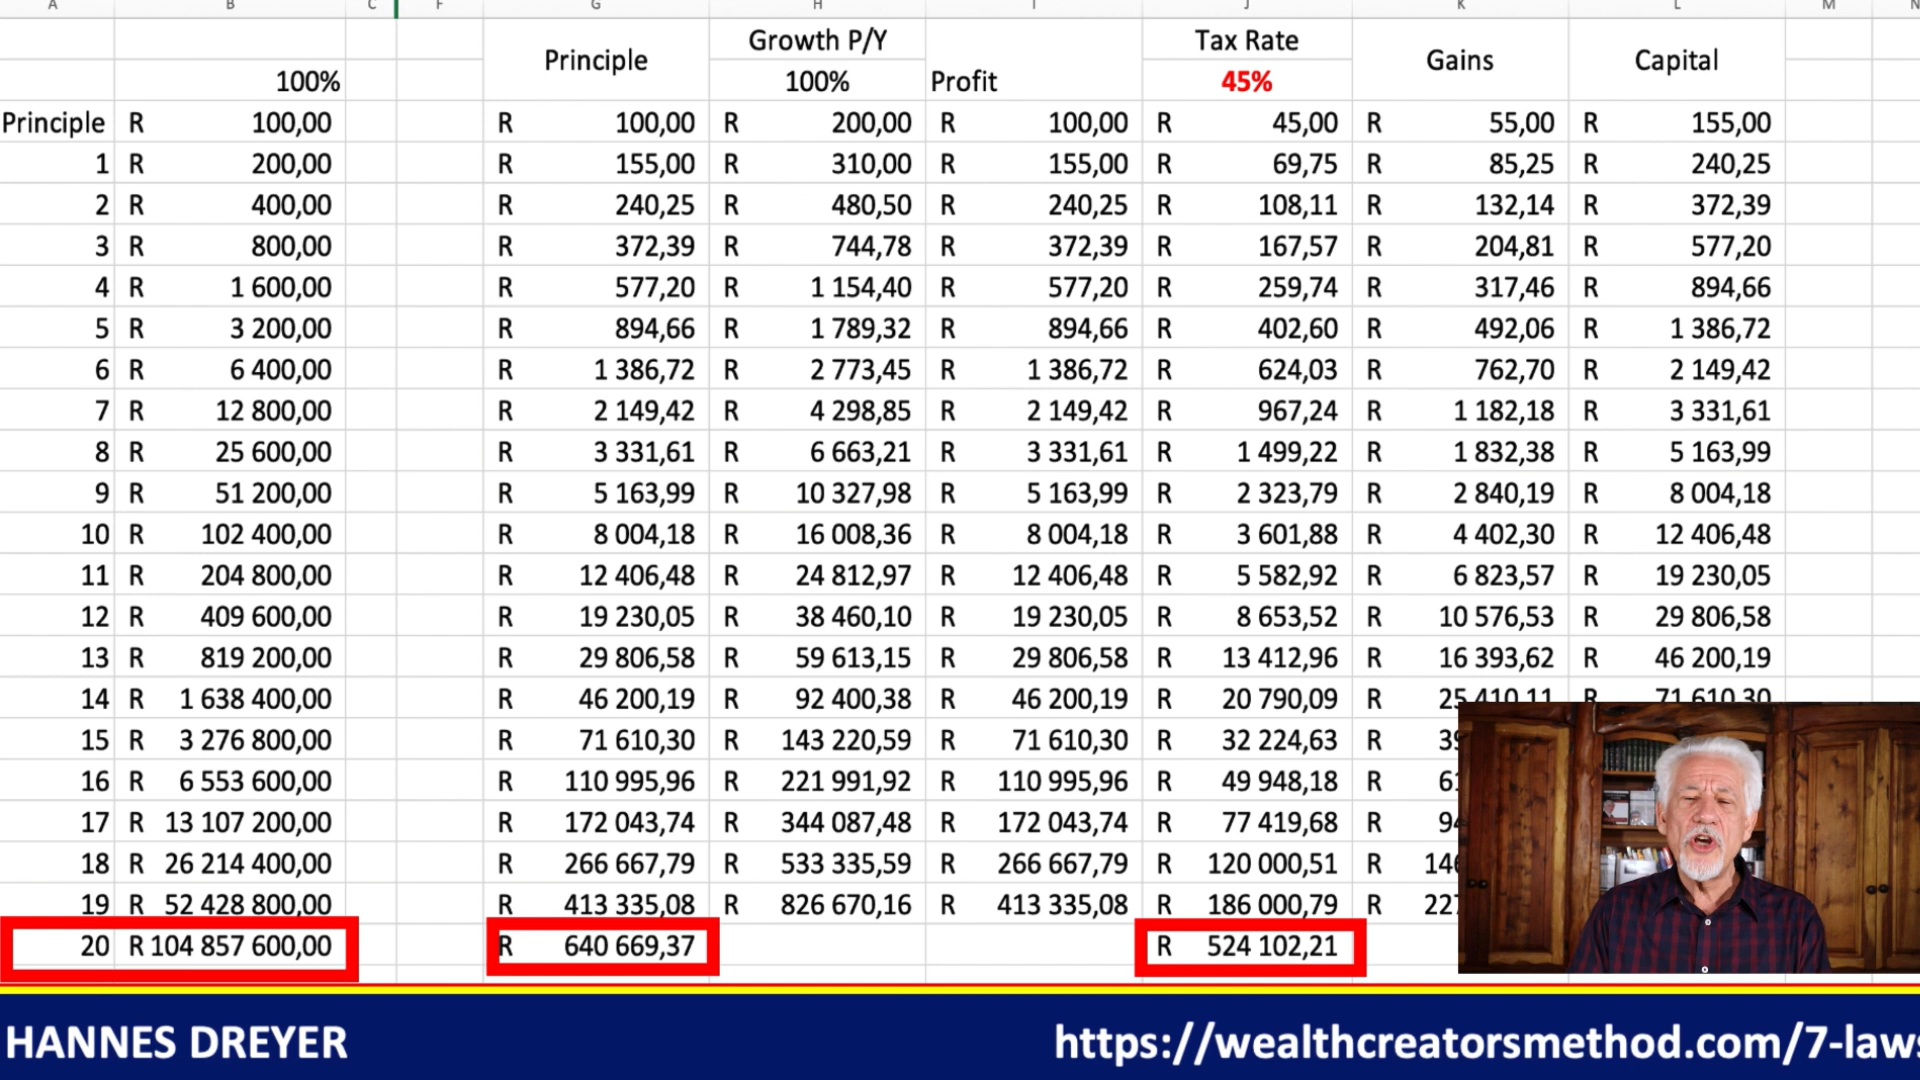 A B C F G H I J K L M N
Growth P/Y Tax Rate
Principle Gains Capital
100% 100% Profit 45%
Principle R 100,00 R 100,00 R 200,00 R 100,00 R 45,00 R 55,00 R 155,00
1 R 200,00 R 155,00 R 310,00 R 155,00 R 69,75 R 85,25 R 240,25
2 R 400,00 R 240,25 R 480,50 R 240,25 R 108,11 R 132,14 R 372,39
3 R 800,00 R 372,39 R 744,78 R 372,39 R 167,57 R 204,81 R 577,20
4 R 1 600,00 R 577,20 R 1 154,40 R 577,20 R 259,74 R 317,46 R 894,66
5 R 3 200,00 R 894,66 R 1 789,32 R 894,66 R 402,60 R 492,06 R 1 386,72
6 R 6 400,00 R 1 386,72 R 2 773,45 R 1 386,72 R 624,03 R 762,70 R 2 149,42
7 R 12 800,00 R 2 149,42 R 4 298,85 R 2 149,42 R 967,24 R 1 182,18 R 3 331,61
8 R 25 600,00 R 3 331,61 R 6 663,21 R 3 331,61 R 1 499,22 R 1 832,38 R 5 163,99
9 R 51 200,00 R 5 163,99 R 10 327,98 R 5 163,99 R 2 323,79 R 2 840,19 R 8 004,18
10 R 102 400,00 R 8 004,18 R 16 008,36 R 8 004,18 R 3 601,88 R 4 402,30 R 12 406,48
11 R 204 800,00 R 12 406,48 R 24 812,97 R 12 406,48 R 5 582,92 R 6 823,57 R 19 230,05
12 R 409 600,00 R 19 230,05 R 38 460,10 R 19 230,05 R 8 653,52 R 10 576,53 R 29 806,58
13 R 819 200,00 R 29 806,58 R 59 613,15 R 29 806,58 R 13 412,96 R 16 393,62 R 46 200,19
14 R 1 638 400,00 R 46 200,19 R 92 400,38 R 46 200,19 R 20 790,09 R 25 410,11 R 71 610,30
15 R 3 276 800,00 R 71 610,30 R 143 220,59 R 71 610,30 R 32 224,63 R
16 R 6 553 600,00 R 110 995,96 R 221 991,92 R 110 995,96 R 49 948,18 R
17 R 13 107 200,00 R 172 043,74 R 344 087,48 R 172 043,74 R 77 419,68 R
18 R 26 214 400,00 R 266 667,79 R 533 335,59 R 266 667,79 R 120 000,51 R
19 R 52 428 800,00 R 413 335,08 R 826 670,16 R 413 335,08 R 186 000,79 R
20 R 104 857 600,00 R 640 669,37 R 524 102,21
HANNES DREYER https://wealthcreatorsmethod.com/7-laws